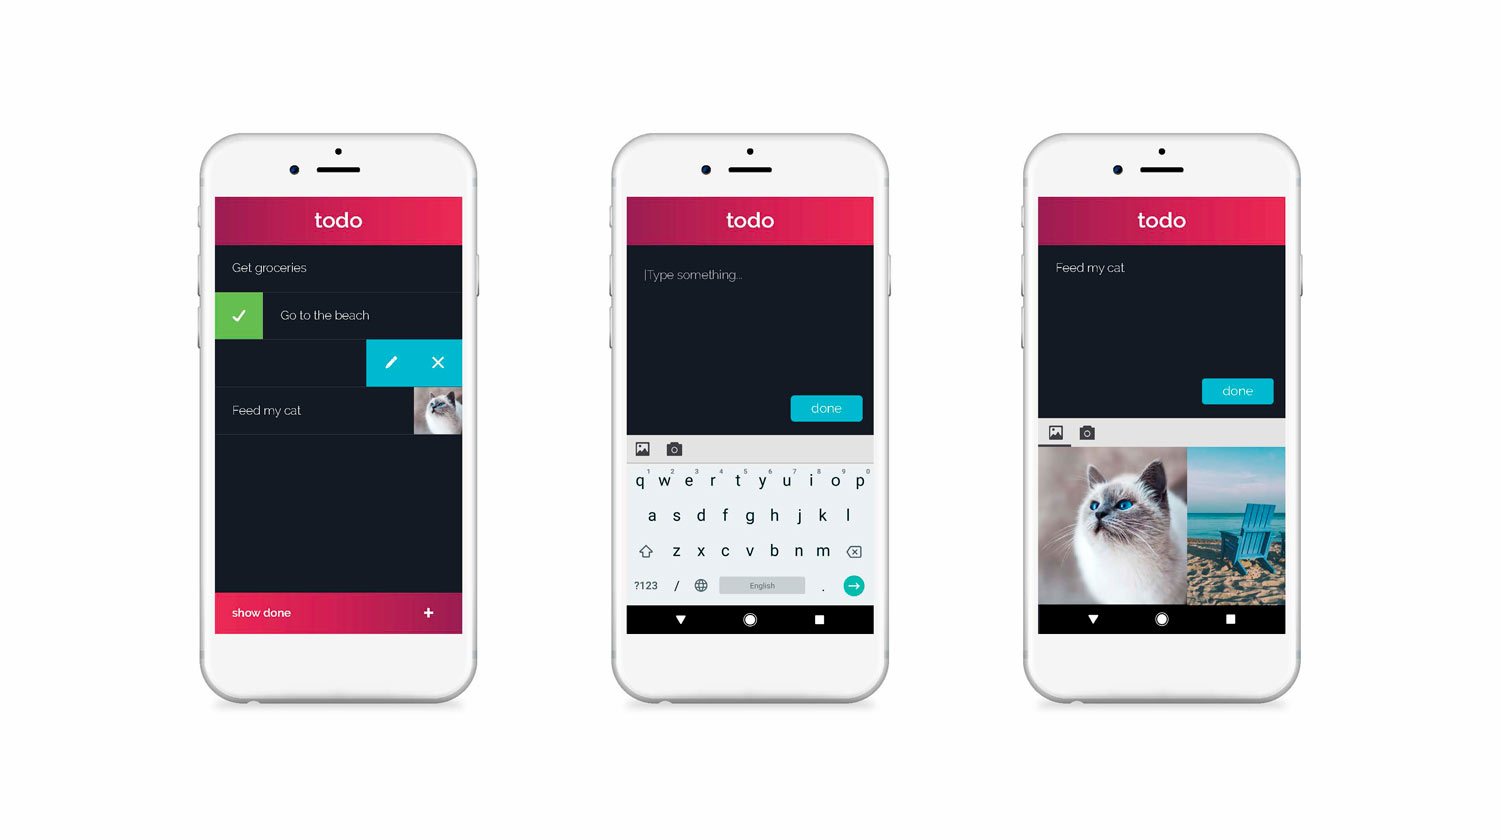 todo
Get groceries
Go to the beach
Feed my cat
show done +
todo
Type something...
done
1 2 3 4 5 6 7 8 9 0
q w e r t y u i o p
a s d f g h j k l
z x c v b n m
?123 / English .
todo
Feed my cat
done